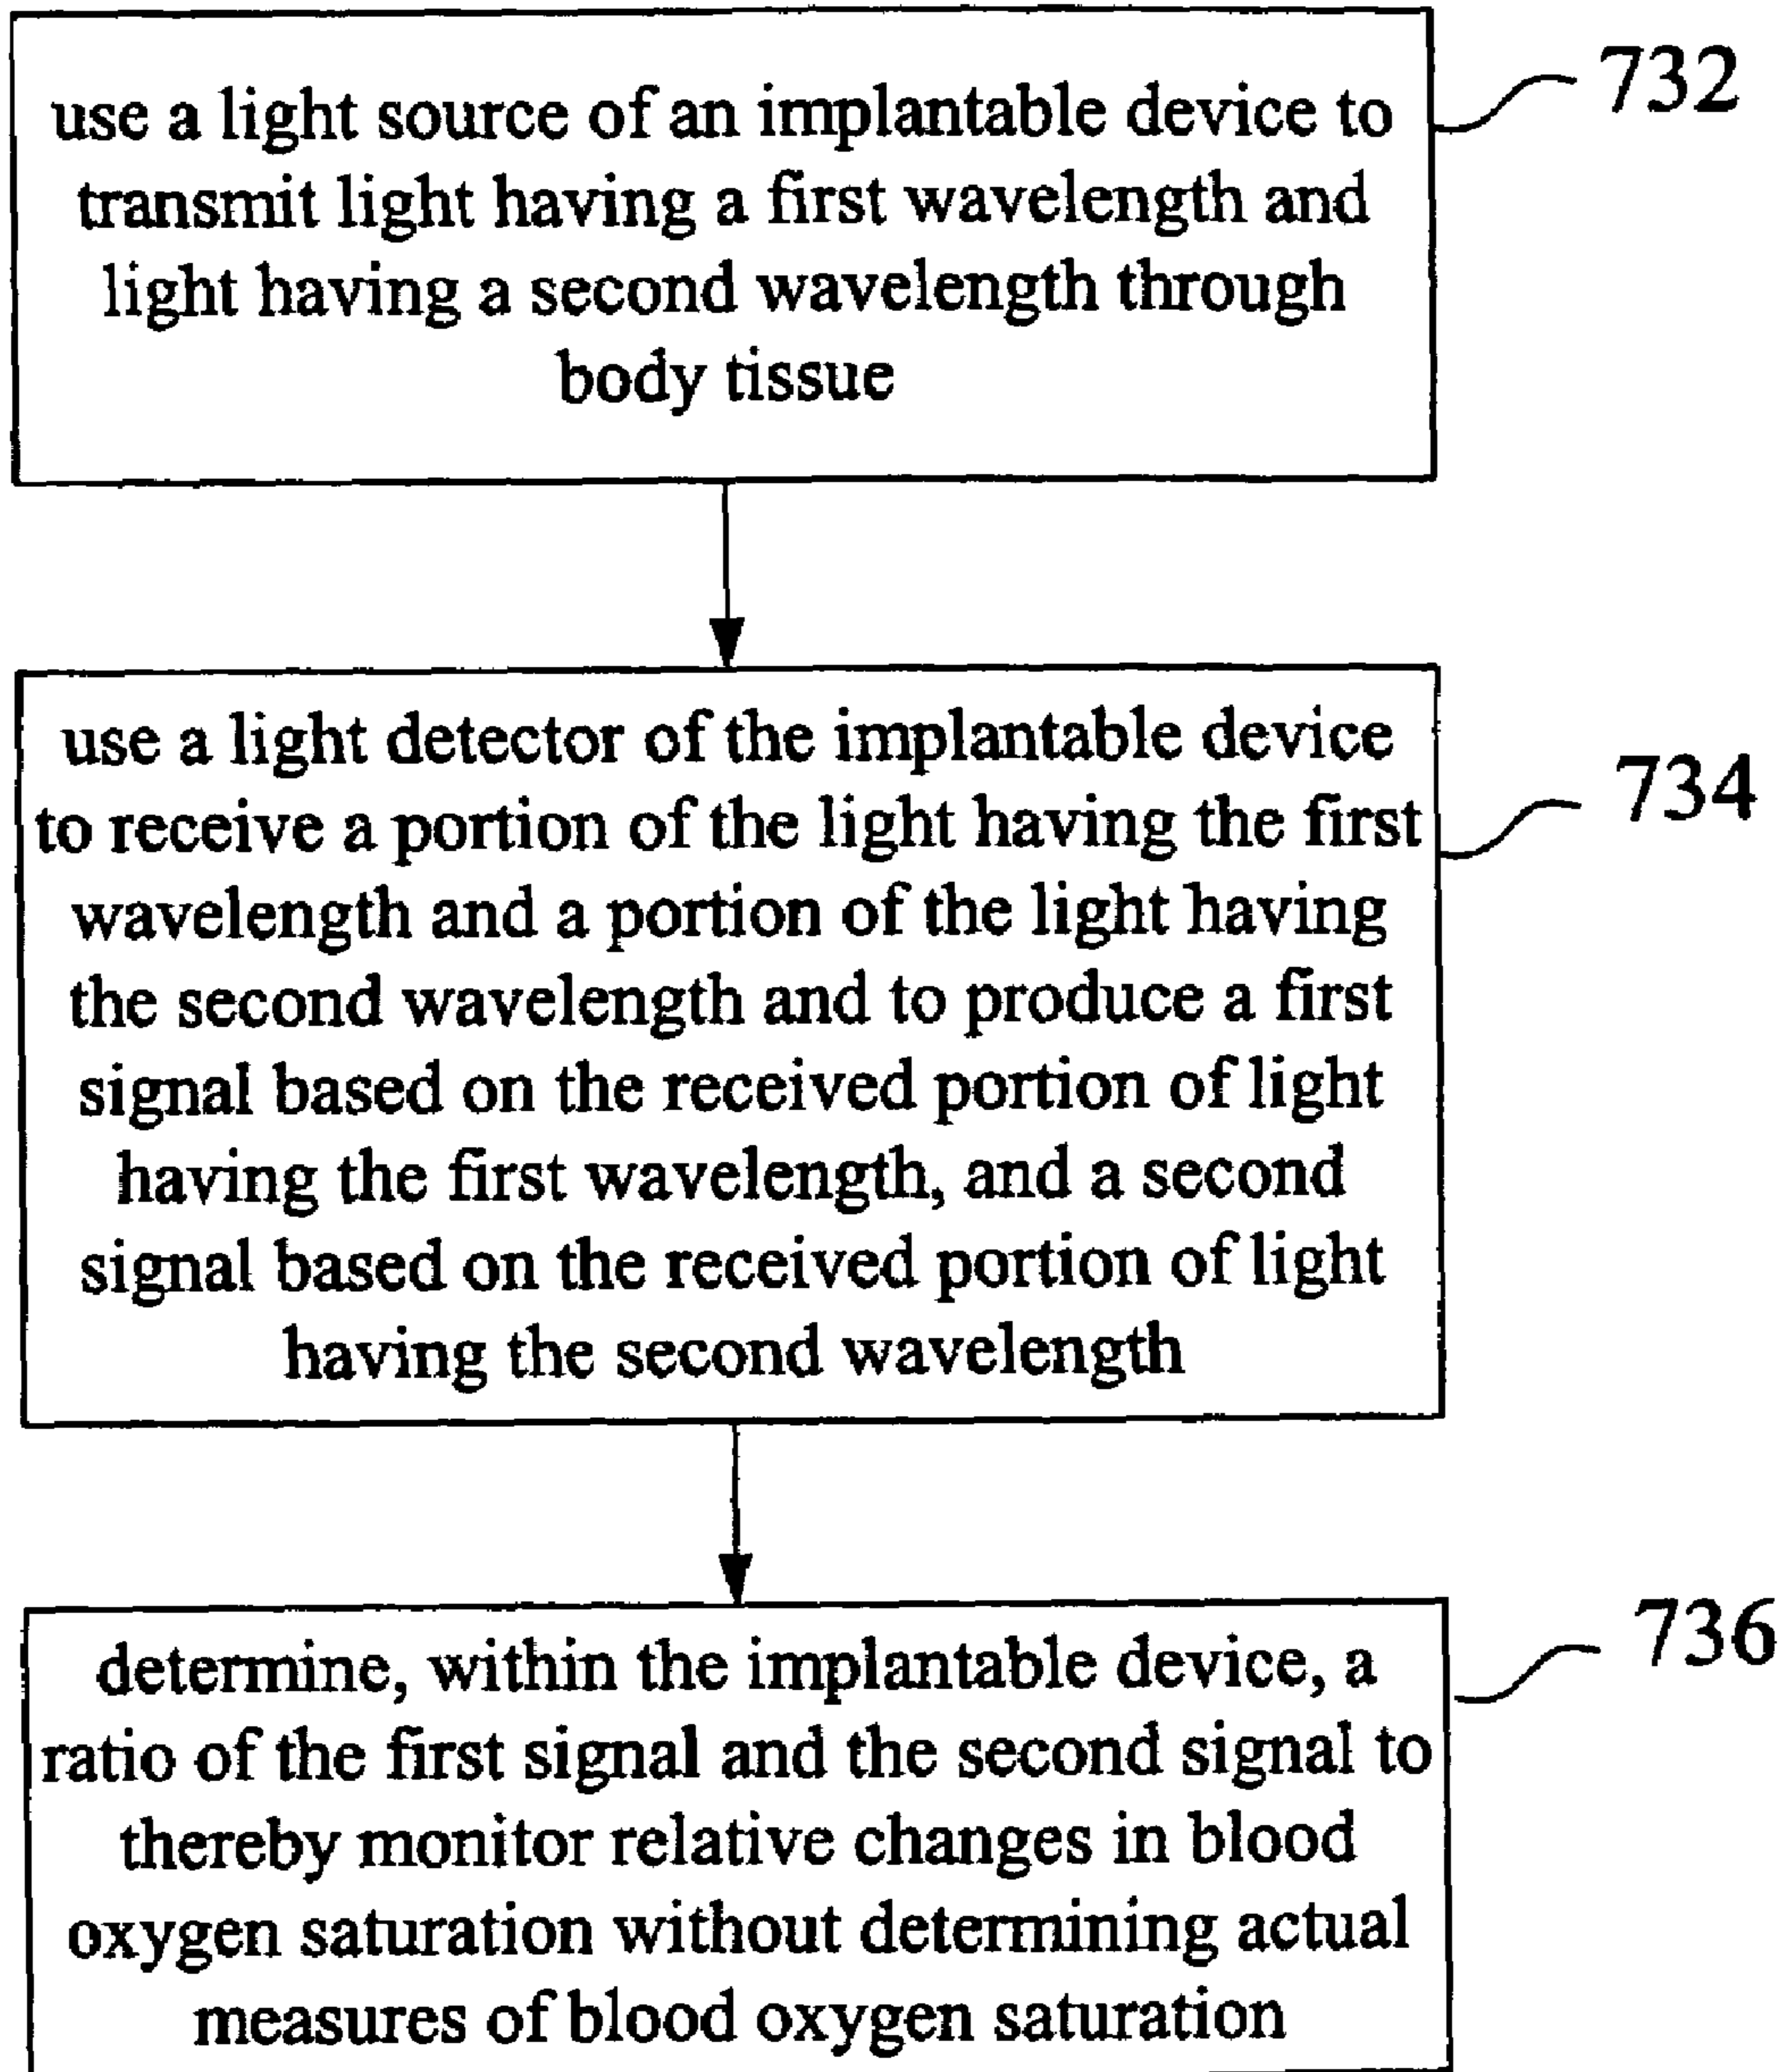 use a light source of an implantable device to
transmit light having a first wavelength and
light having a second wavelength through
body tissue
732
use a light detector of the implantable device
to receive a portion of the light having the first
wavelength and a portion of the light having
the second wavelength and to produce a first
signal based on the received portion of light
having the first wavelength, and a second
signal based on the received portion of light
having the second wavelength
734
determine, within the implantable device, a
ratio of the first signal and the second signal to
thereby monitor relative changes in blood
oxygen saturation without determining actual
measures of blood oxygen saturation
736